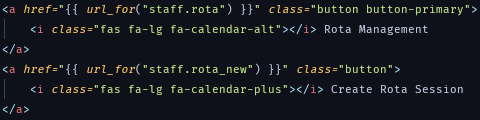 <a href="{{ url_for("staff.rota") }}" class="button button-primary">
<i class="fas fa-lg fa-calendar-alt"></i> Rota Management
</a>
<a href="{{ url_for("staff.rota_new") }}" class="button">
<i class="fas fa-lg fa-calendar-plus"></i> Create Rota Session
</a>